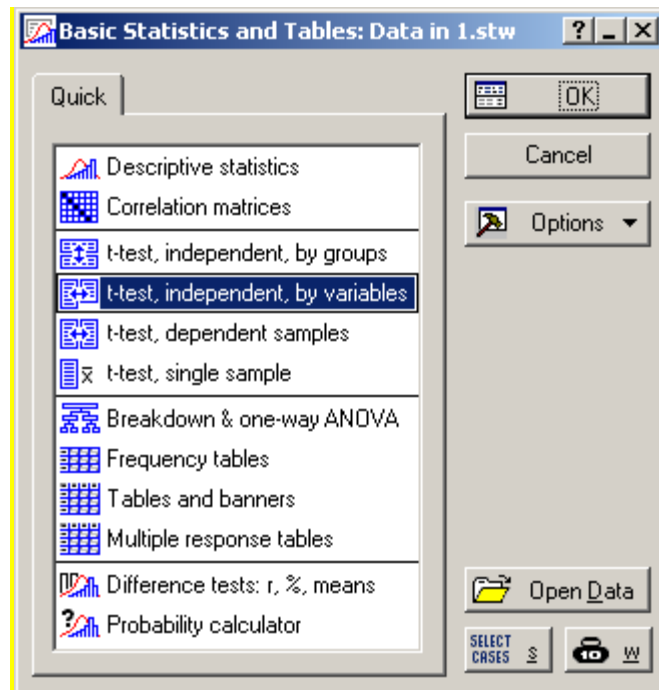 Basic Statistics and Tables: Data in 1.stw
Quick
OK
Cancel
Options
Descriptive statistics
Correlation matrices
t-test, independent, by groups
t-test, independent, by variables
t-test, dependent samples
x t-test, single sample
Breakdown & one-way ANOVA
Frequency tables
Tables and banners
Multiple response tables
Difference tests: r, %, means
? Probability calculator
Open Data
SELECT
CASES S
10 W